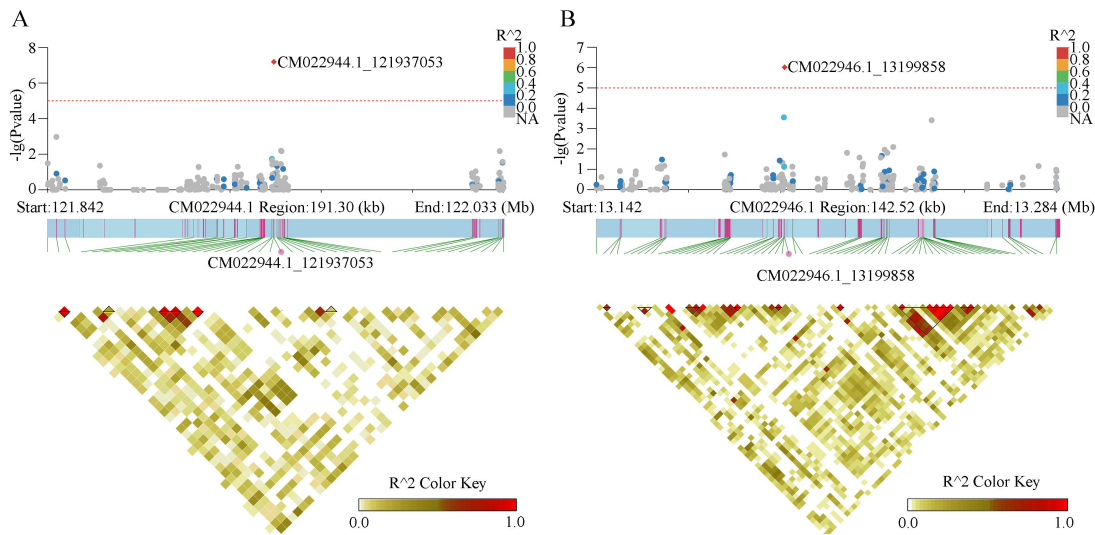 A
B
R^2
1.0
0.8
0.6
0.4
0.2
0.0
NA
8
6
4
2
0
-lg(Pvalue)
CM022944.1_121937053
Start:121.842 CM022944.1 Region:191.30 (kb) End:122.033 (Mb)
CM022944.1_121937053
R^2 Color Key
0.0 1.0
R^2
1.0
0.8
0.6
0.4
0.2
0.0
NA
7
6
5
4
3
2
1
0
-lg(Pvalue)
CM022946.1_13199858
Start:13.142 CM022946.1 Region:142.52 (kb) End:13.284 (Mb)
CM022946.1_13199858
R^2 Color Key
0.0 1.0